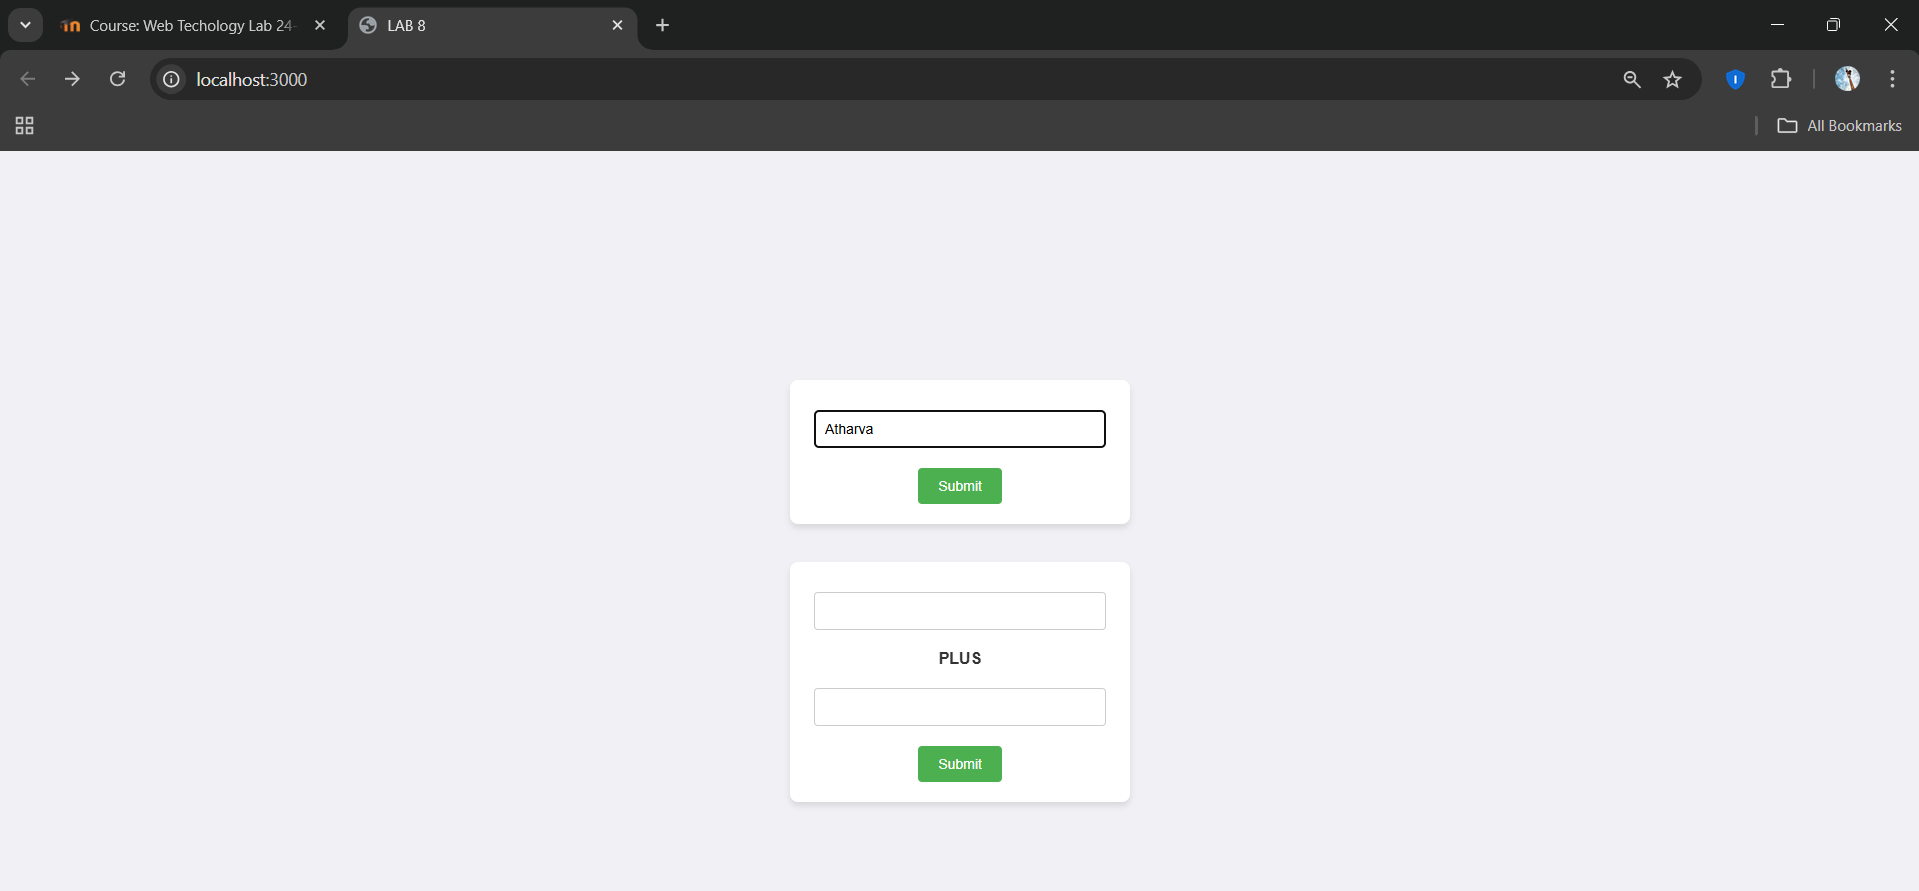 Course: Web Techology Lab 24-
LAB 8
localhost:3000
All Bookmarks
Atharva
Submit
PLUS
Submit